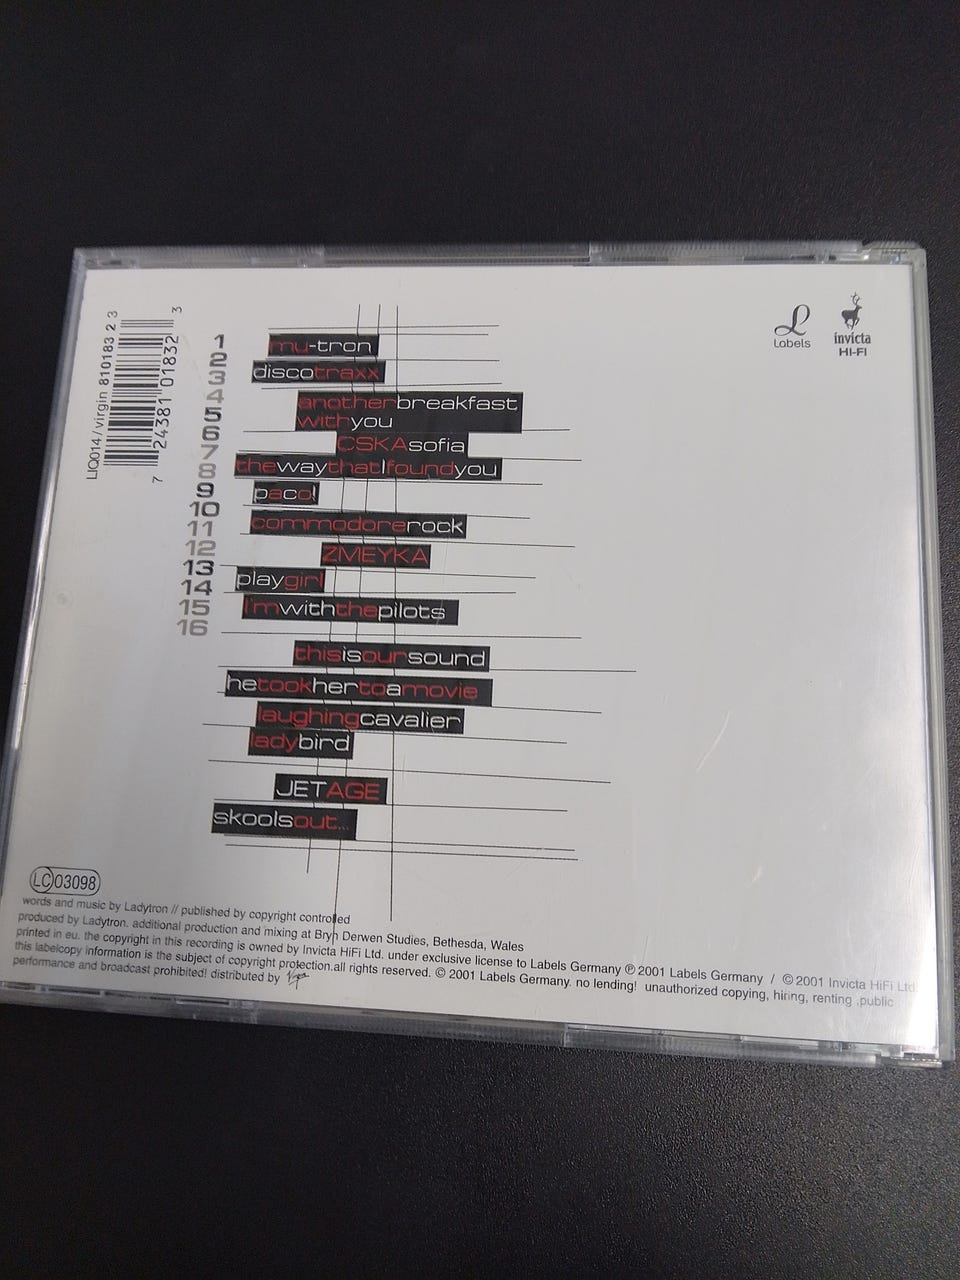 LIQ014/virgin 810183 2 3
7 24381 01832 3
1
2
3
4
5
6
7
8
9
10
11
12
13
14
15
16
mu-tron
discotraxx
anotherbreakfast
withyou
CSKAsofia
thewaythatIfoundyou
paco!
commodorerock
ZMEYKA
playgirl
i'mwiththepilots
thisisoursound
hetookhertoamovie
laughingcavalier
ladybird
JETAGE
skoolsout...
L
Labels
invicta
HI-FI
LC 03098
words and music by Ladytron // published by copyright controlled
produced by Ladytron. additional production and mixing at Bryn Derwen Studies, Bethesda, Wales
printed in eu. the copyright in this recording is owned by Invicta HiFi Ltd. under exclusive license to Labels Germany ℗ 2001 Labels Germany / © 2001 Invicta HiFi Ltd
this labelcopy information is the subject of copyright protection.all rights reserved. © 2001 Labels Germany. no lending! unauthorized copying, hiring, renting ,public
performance and broadcast prohibited! distributed by Virgin